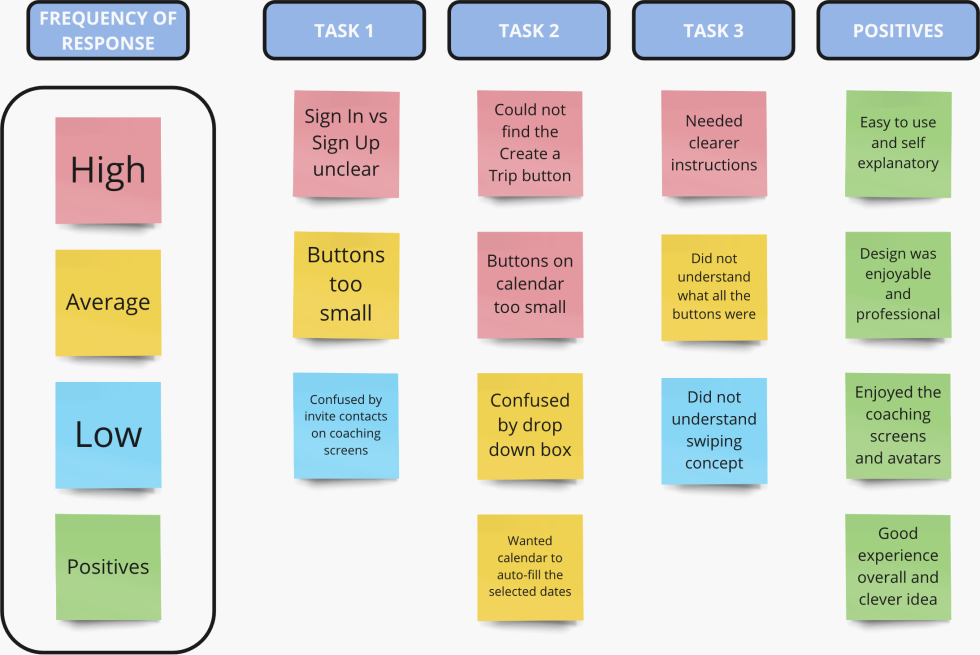 FREQUENCY OF
RESPONSE
High
Average
Low
Positives
TASK 1
Sign In vs
Sign Up
unclear
Buttons
too
small
Confused by
invite contacts
on coaching
screens
TASK 2
Could not
find the
Create a
Trip button
Buttons on
calendar
too small
Confused
by drop
down box
Wanted
calendar to
auto-fill the
selected dates
TASK 3
Needed
clearer
instructions
Did not
understand
what all the
buttons were
Did not
understand
swiping
concept
POSITIVES
Easy to use
and self
explanatory
Design was
enjoyable
and
professional
Enjoyed the
coaching
screens
and avatars
Good
experience
overall and
clever idea